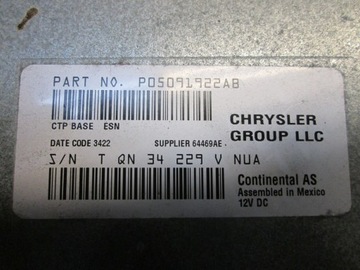 PART NO. P05091922AB
CTP BASE ESN
CHRYSLER
GROUP LLC
DATE CODE 3422 SUPPLIER 64469AE
S/N T QN 34 229 V NUA
Continental AS
Assembled in Mexico
12V DC